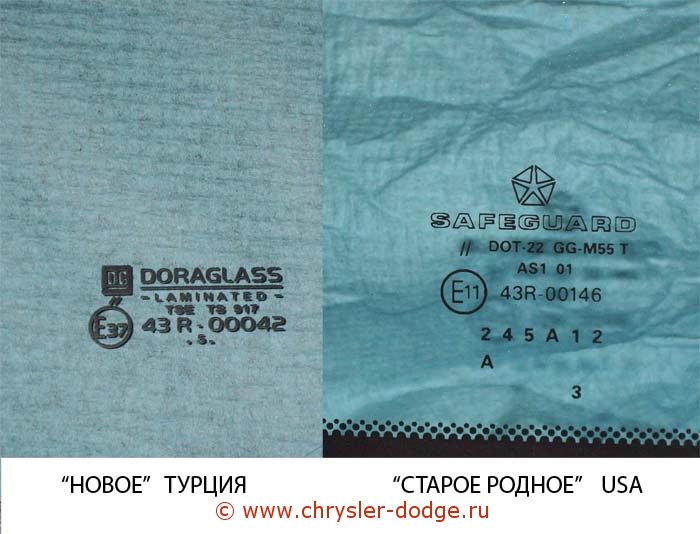 DG DORAGLASS
- LAMINATED -
TSE TS 917
//
E37 43 R - 00042
.S.
SAFEGUARD
// DOT-22 GG-M55 T
AS1 01
E11 43R-00146
2 4 5 A 1 2
A
3
“НОВОЕ” ТУРЦИЯ
“СТАРОЕ РОДНОЕ” USA
© www.chrysler-dodge.ru